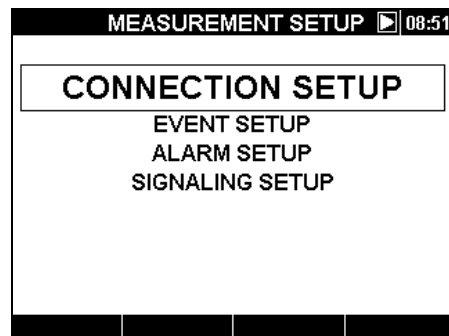 MEASUREMENT SETUP 08:51
CONNECTION SETUP
EVENT SETUP
ALARM SETUP
SIGNALING SETUP